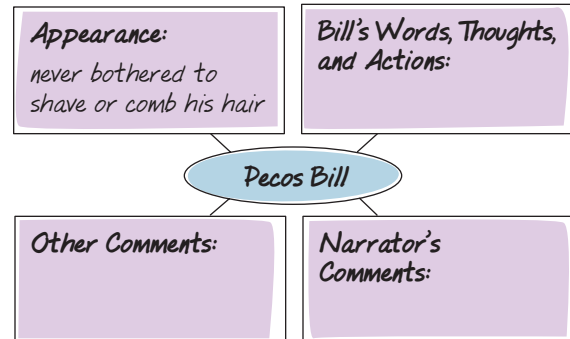 Appearance:
never bothered to
shave or comb his hair
Bill's Words, Thoughts,
and Actions:
Pecos Bill
Other Comments:
Narrator's
Comments: